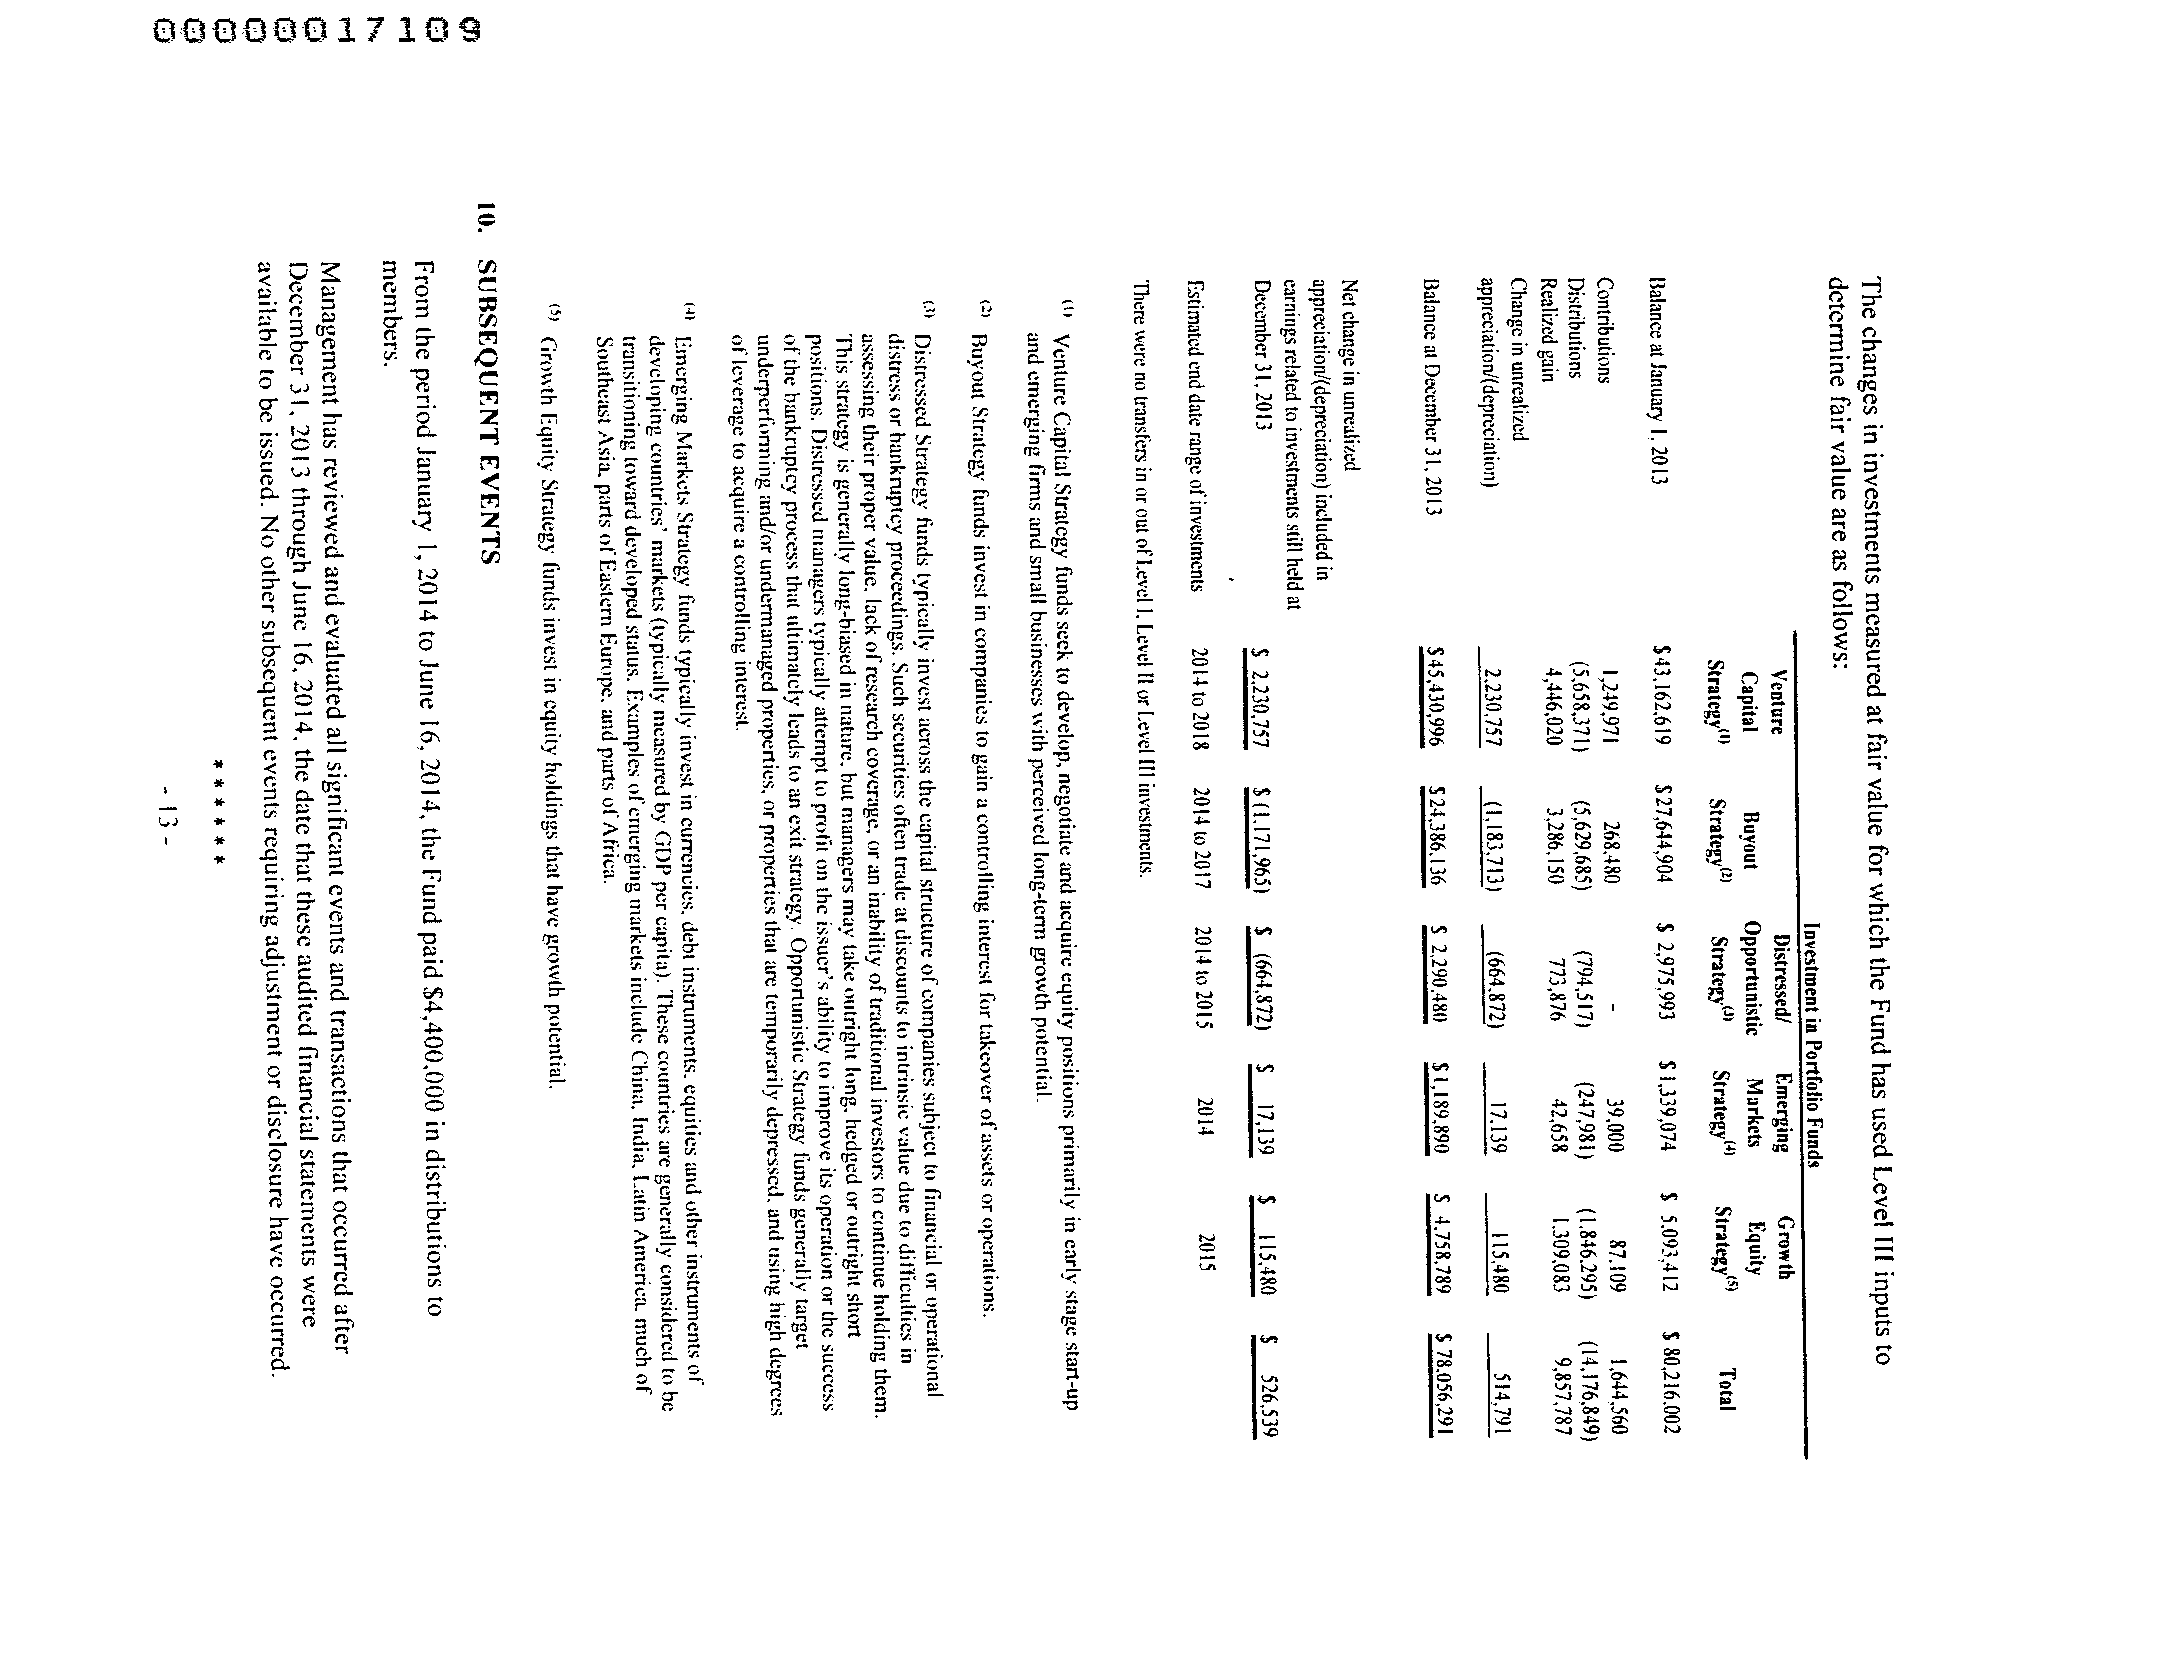 00000017109
The changes in investments measured at fair value for which the Fund has used Level III inputs to
determine fair value are as follows:
Investment in Portfolio Funds
Venture Capital Strategy(1) Buyout Strategy(2) Distressed/ Opportunistic Strategy(3) Emerging Markets Strategy(4) Growth Equity Strategy(5) Total
Balance at January 1, 2013 $43,162,619 $27,644,904 $ 2,975,993 $1,339,074 $ 5,093,412 $ 80,216,002
Contributions 1,249,971 268,480 - 39,000 87,109 1,644,560
Distributions (5,658,371) (5,629,685) (794,517) (247,981) (1,846,295) (14,176,849)
Realized gain 4,446,020 3,286,150 773,876 42,658 1,309,083 9,857,787
Change in unrealized
appreciation/(depreciation) 2,230,757 (1,183,713) (664,872) 17,139 115,480 514,791
Balance at December 31, 2013 $45,430,996 $24,386,136 $ 2,290,480 $1,189,890 $ 4,758,789 $ 78,056,291
Net change in unrealized
appreciation/(depreciation) included in
earnings related to investments still held at
December 31, 2013 $ 2,230,757 $ (1,171,965) $ (664,872) $ 17,139 $ 115,480 $ 526,539
Estimated end date range of investments 2014 to 2018 2014 to 2017 2014 to 2015 2014 2015
There were no transfers in or out of Level I, Level II or Level III investments.
(1) Venture Capital Strategy funds seek to develop, negotiate and acquire equity positions primarily in early stage start-up
and emerging firms and small businesses with perceived long-term growth potential.
(2) Buyout Strategy funds invest in companies to gain a controlling interest for takeover of assets or operations.
(3) Distressed Strategy funds typically invest across the capital structure of companies subject to financial or operational
distress or bankruptcy proceedings. Such securities often trade at discounts to intrinsic value due to difficulties in
assessing their proper value, lack of research coverage, or an inability of traditional investors to continue holding them.
This strategy is generally long-biased in nature, but managers may take outright long, hedged or outright short
positions. Distressed managers typically attempt to profit on the issuer's ability to improve its operation or the success
of the bankruptcy process that ultimately leads to an exit strategy. Opportunistic Strategy funds generally target
underperforming and/or undermanaged properties, or properties that are temporarily depressed, and using high degrees
of leverage to acquire a controlling interest.
(4) Emerging Markets Strategy funds typically invest in currencies, debt instruments, equities and other instruments of
developing countries' markets (typically measured by GDP per capita). These countries are generally considered to be
transitioning toward developed status. Examples of emerging markets include China, India, Latin America, much of
Southeast Asia, parts of Eastern Europe, and parts of Africa.
(5) Growth Equity Strategy funds invest in equity holdings that have growth potential.
10. SUBSEQUENT EVENTS
From the period January 1, 2014 to June 16, 2014, the Fund paid $4,400,000 in distributions to
members.
Management has reviewed and evaluated all significant events and transactions that occurred after
December 31, 2013 through June 16, 2014, the date that these audited financial statements were
available to be issued. No other subsequent events requiring adjustment or disclosure have occurred.
* * * * * *
- 13 -